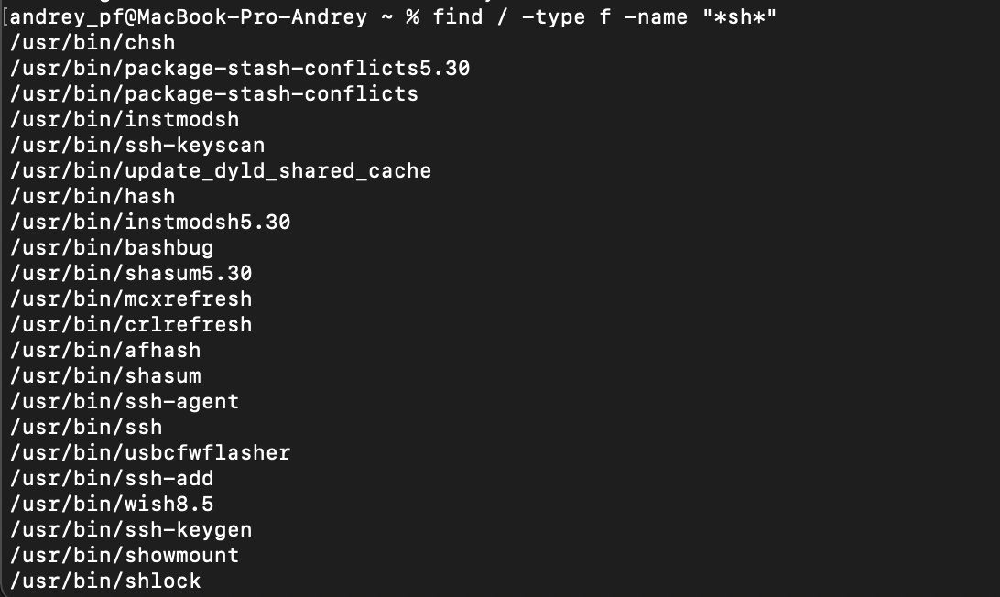 [andrey_pf@MacBook-Pro-Andrey ~ % find / -type f -name "*sh*"
/usr/bin/chsh
/usr/bin/package-stash-conflicts5.30
/usr/bin/package-stash-conflicts
/usr/bin/instmodsh
/usr/bin/ssh-keyscan
/usr/bin/update_dyld_shared_cache
/usr/bin/hash
/usr/bin/instmodsh5.30
/usr/bin/bashbug
/usr/bin/shasum5.30
/usr/bin/mcxrefresh
/usr/bin/crlrefresh
/usr/bin/afhash
/usr/bin/shasum
/usr/bin/ssh-agent
/usr/bin/ssh
/usr/bin/usbcfwflasher
/usr/bin/ssh-add
/usr/bin/wish8.5
/usr/bin/ssh-keygen
/usr/bin/showmount
/usr/bin/shlock